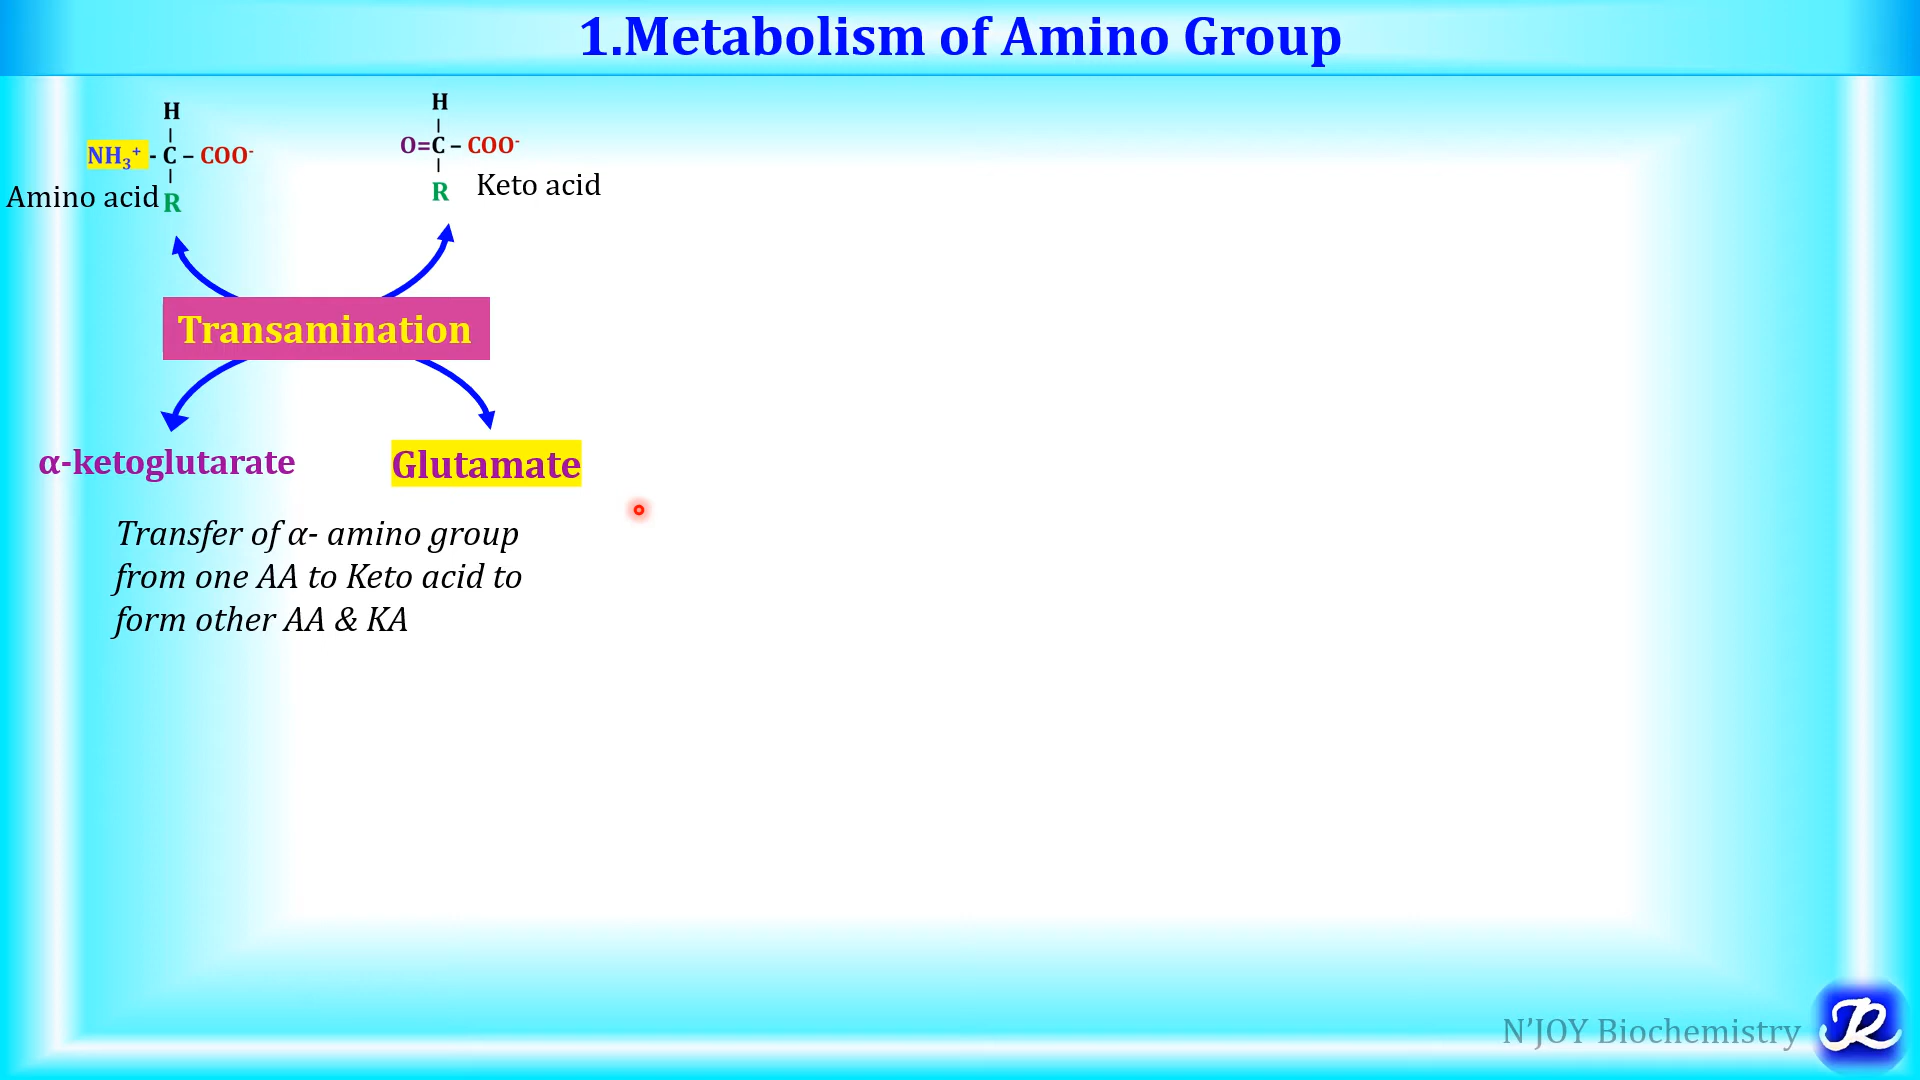 1.Metabolism of Amino Group
H
NH₃⁺ - C – COO⁻
Amino acid R
H
O=C – COO⁻
R Keto acid
Transamination
α-ketoglutarate
Glutamate
Transfer of α- amino group
from one AA to Keto acid to
form other AA & KA
N’JOY Biochemistry
JR